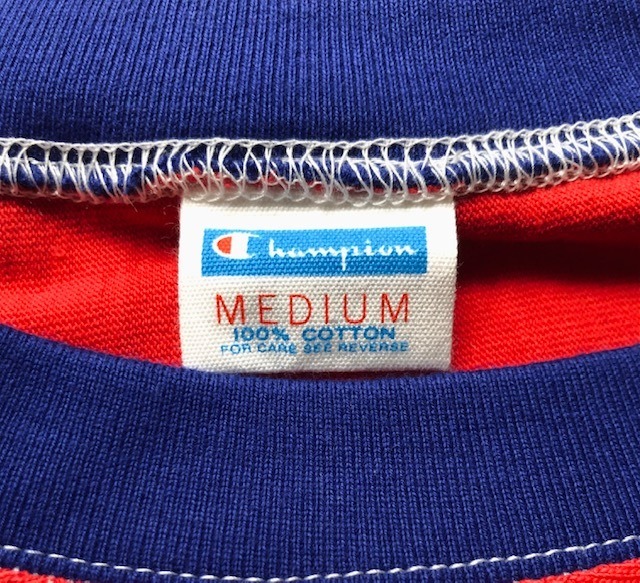 Champion
MEDIUM
100% COTTON
FOR CARE SEE REVERSE